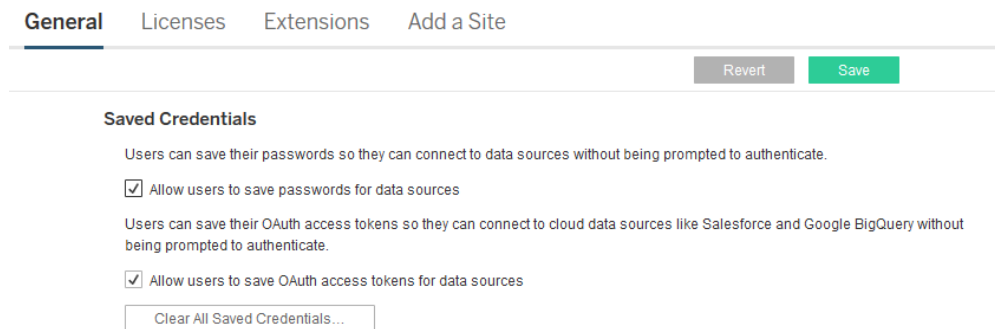 General Licenses Extensions Add a Site
Revert Save
Saved Credentials
Users can save their passwords so they can connect to data sources without being prompted to authenticate.
Allow users to save passwords for data sources
Users can save their OAuth access tokens so they can connect to cloud data sources like Salesforce and Google BigQuery without
being prompted to authenticate.
Allow users to save OAuth access tokens for data sources
Clear All Saved Credentials...